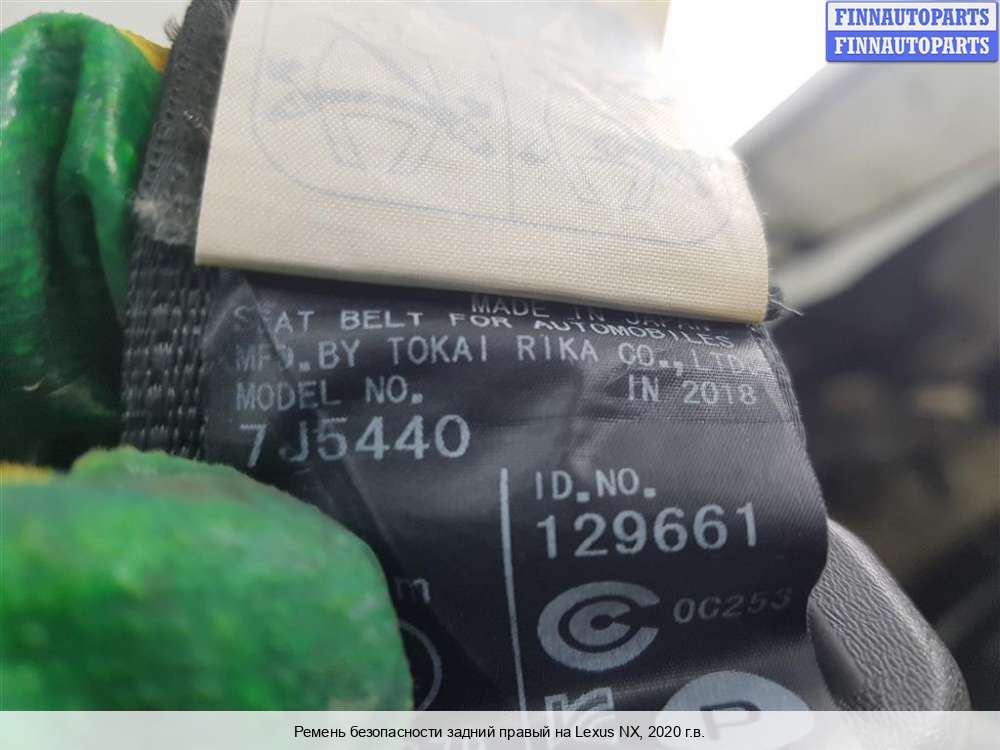 FINNAUTOPARTS
FINNAUTOPARTS
MADE IN JAPAN
SEAT BELT FOR AUTOMOBILES
MFD.BY TOKAI RIKA CO.,LTD.
MODEL NO. IN 2018
7J5440
ID.NO.
129661
m
0G253
P
Ремень безопасности задний правый на Lexus NX, 2020 г.в.